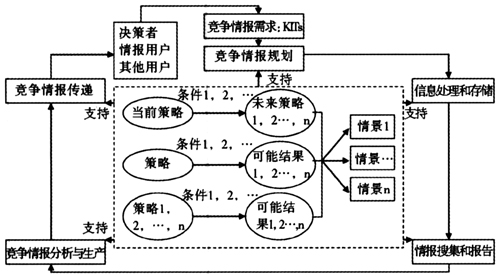 决策者
情报用户
其他用户
竞争情报需求：KITs
竞争情报规划
竞争情报传递
支持
信息处理和存储
支持
支持
当前策略
条件1，2，…
未来策略
1，2…，n
策略
条件1，2，…
可能结果
1，2…，n
策略1，
2，…，n
条件1，2，…
可能结
果1,2…,n
情景1
情景…
情景n
支持
支持
竞争情报分析与生产
情报搜集和报告